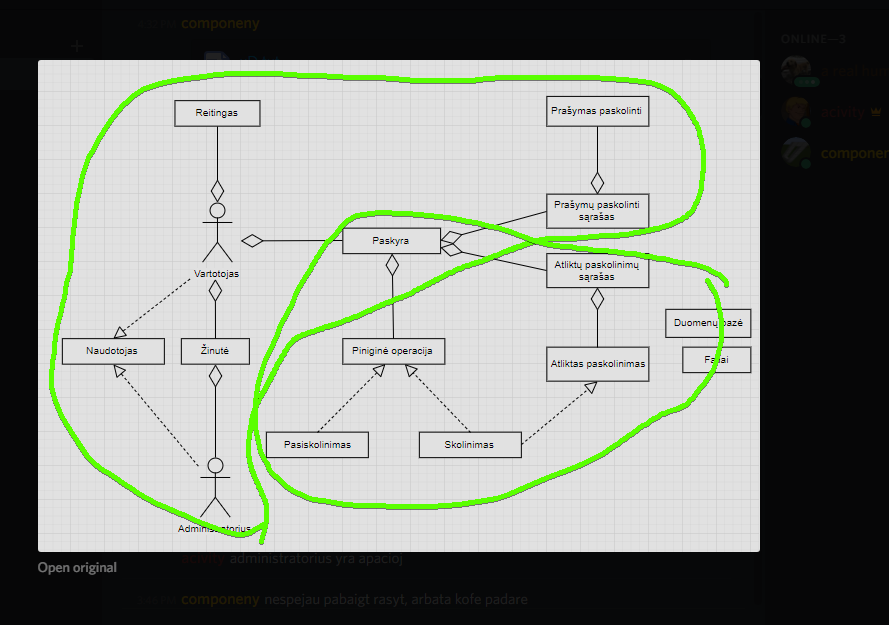 componeny
ONLINE—3
activity
componer
Reitingas
Prašymas paskolinti
Prašymų paskolinti
sąrašas
Paskyra
Vartotojas
Atliktų paskolinimų
sąrašas
Duomenų bazė
Naudotojas
Žinutė
Piniginė operacija
Atliktas paskolinimas
Failai
Pasiskolinimas
Skolinimas
Administratorius
Open original
activity administratorius yra apacioj
componeny nespejau pabaigt rasyt, arbata kofe padare